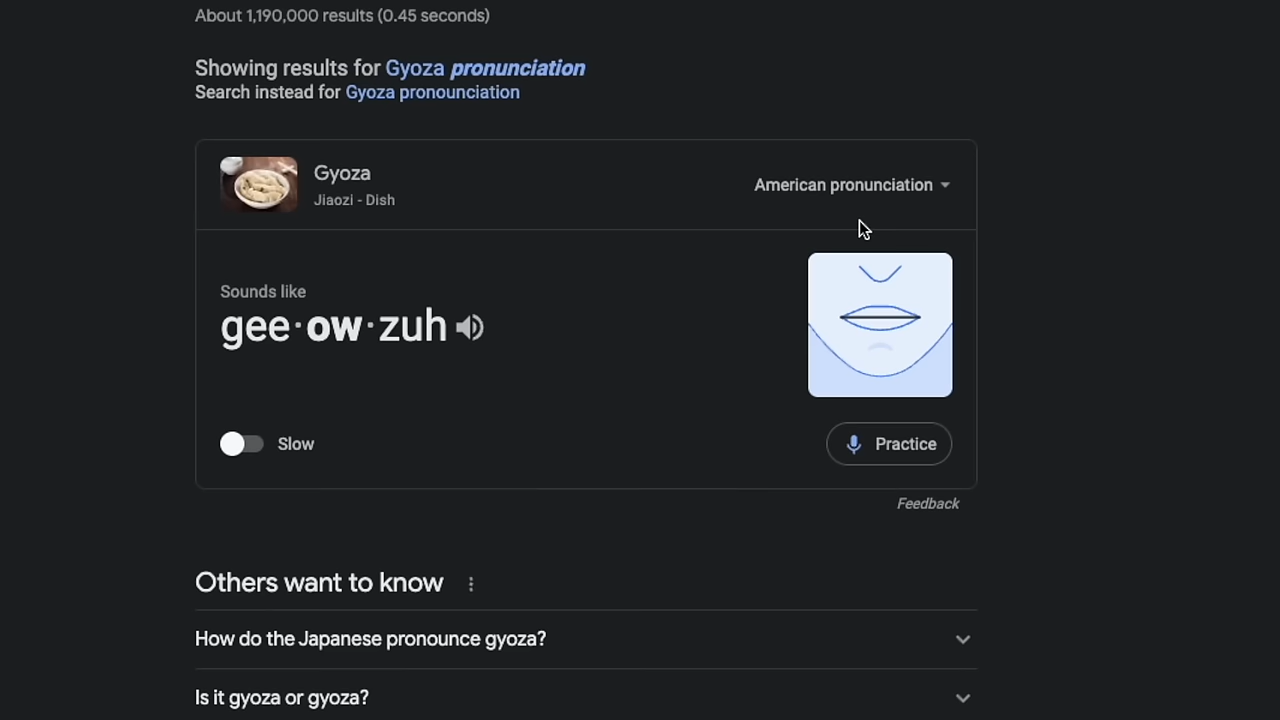 About 1,190,000 results (0.45 seconds)
Showing results for Gyoza pronunciation
Search instead for Gyoza pronounciation
Gyoza
Jiaozi - Dish
American pronunciation
Sounds like
gee·ow·zuh
Slow
Practice
Feedback
Others want to know
How do the Japanese pronounce gyoza?
Is it gyoza or gyoza?